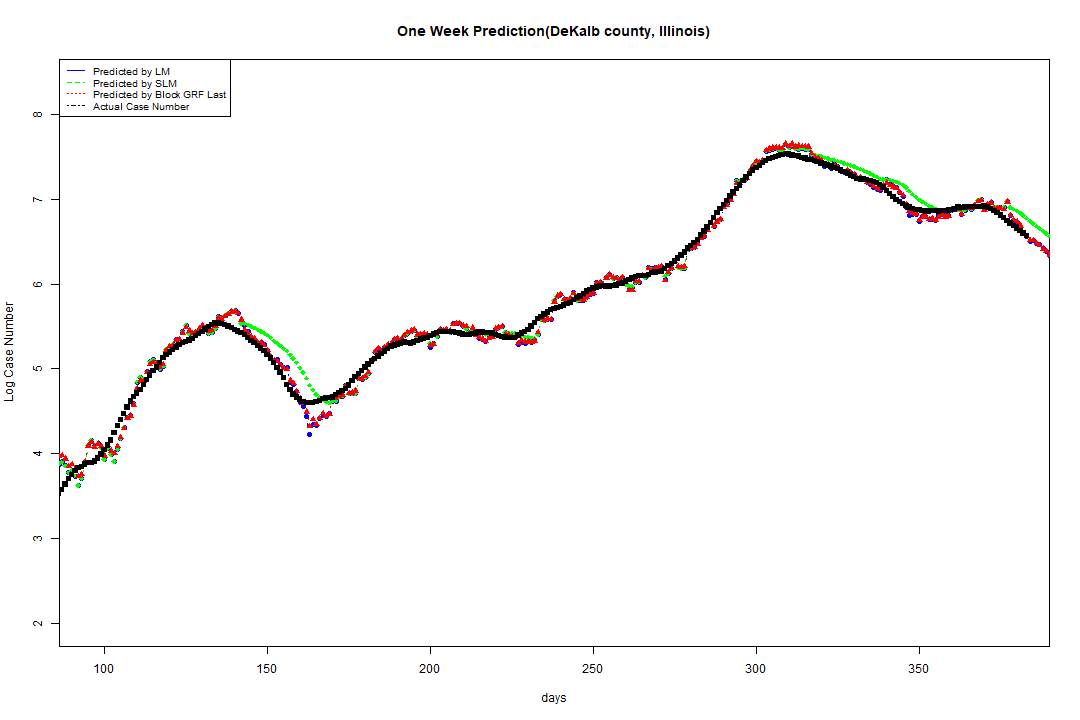 One Week Prediction(DeKalb county, Illinois)
Predicted by LM
Predicted by SLM
Predicted by Block GRF Last
Actual Case Number
8
7
6
5
4
3
2
Log Case Number
100 150 200 250 300 350
days